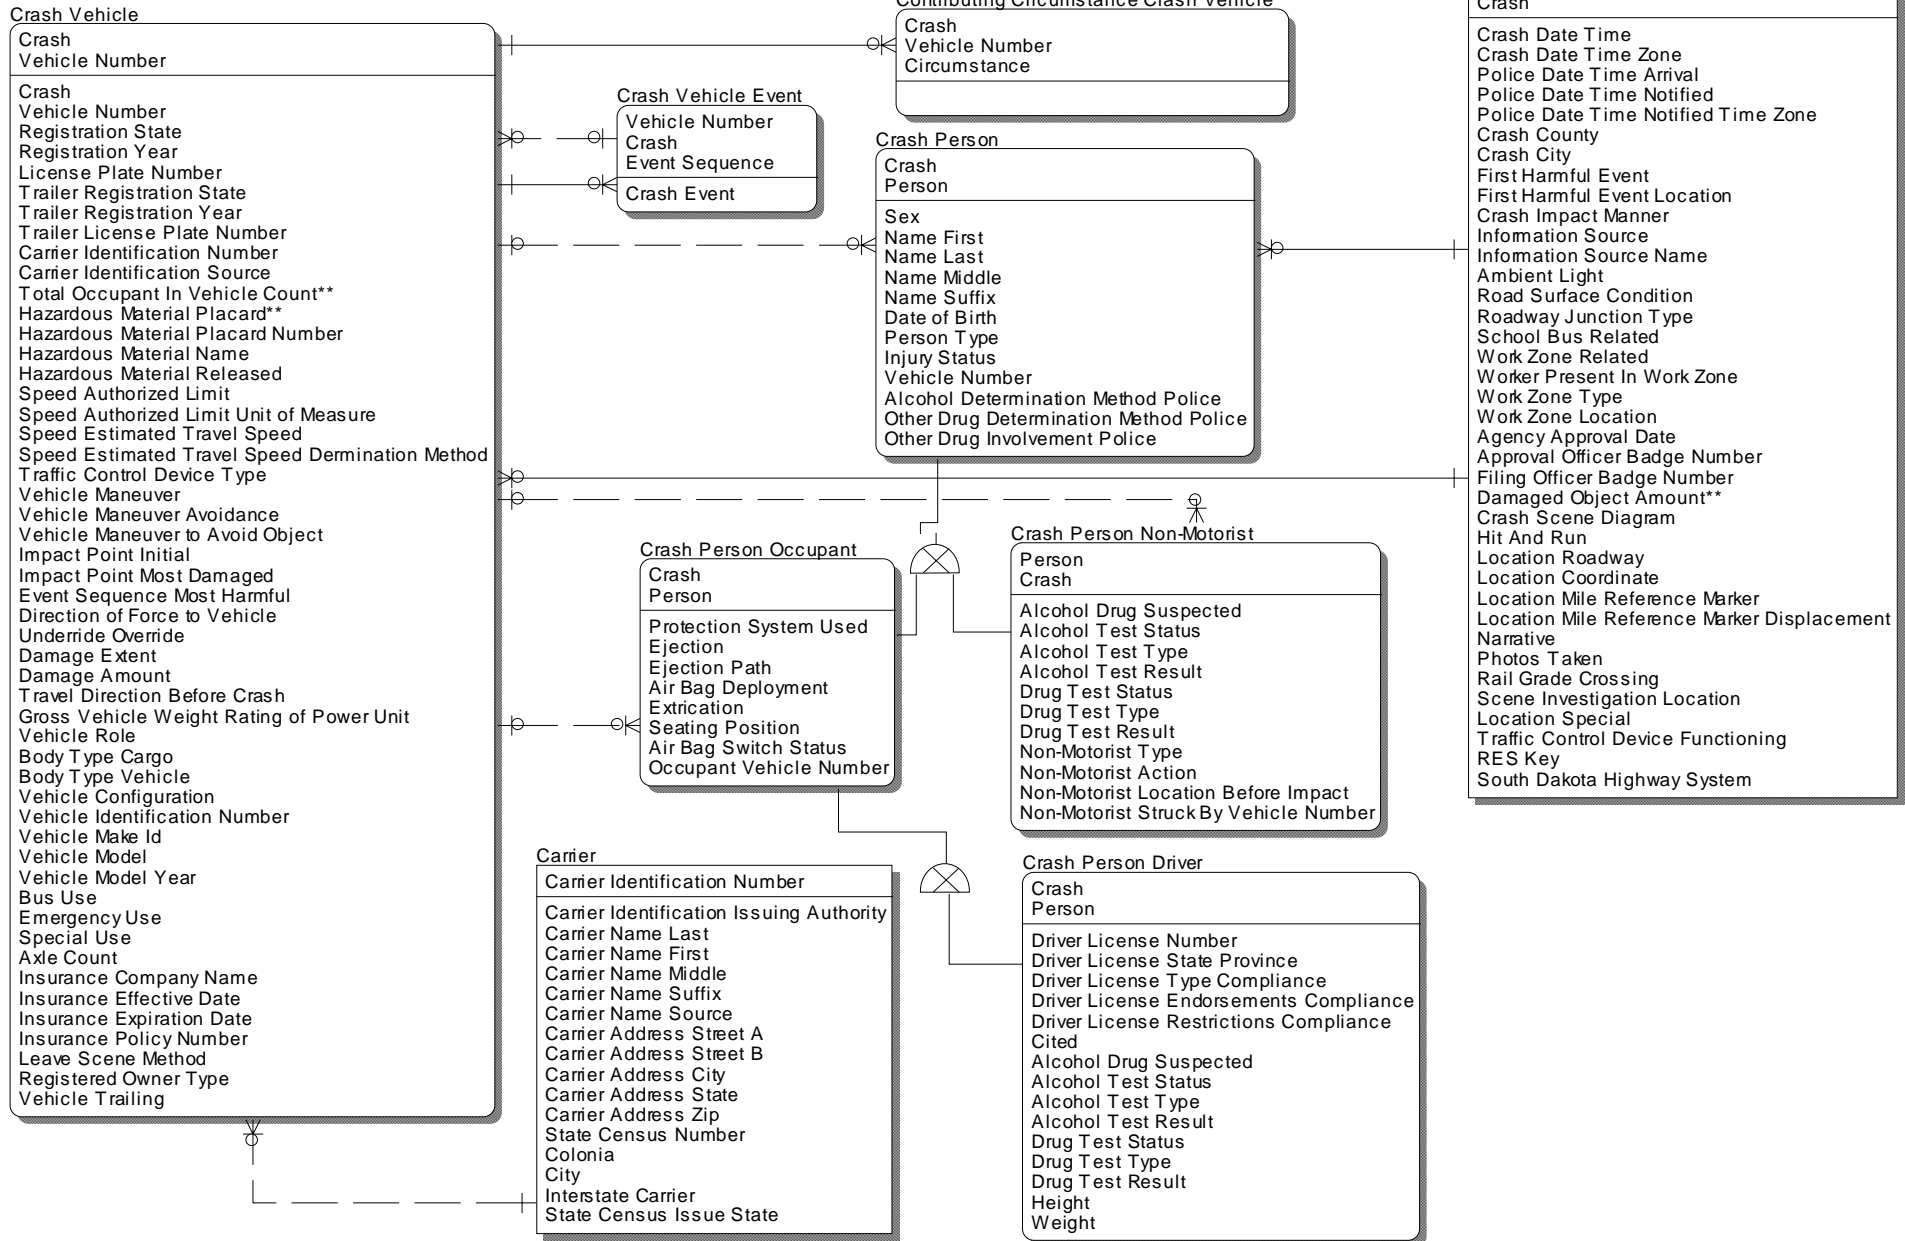 Crash Vehicle
Crash
Vehicle Number
Crash
Vehicle Number
Registration State
Registration Year
License Plate Number
Trailer Registration State
Trailer Registration Year
Trailer License Plate Number
Carrier Identification Number
Carrier Identification Source
Total Occupant In Vehicle Count**
Hazardous Material Placard**
Hazardous Material Placard Number
Hazardous Material Name
Hazardous Material Released
Speed Authorized Limit
Speed Authorized Limit Unit of Measure
Speed Estimated Travel Speed
Speed Estimated Travel Speed Dermination Method
Traffic Control Device Type
Vehicle Maneuver
Vehicle Maneuver Avoidance
Vehicle Maneuver to Avoid Object
Impact Point Initial
Impact Point Most Damaged
Event Sequence Most Harmful
Direction of Force to Vehicle
Underride Override
Damage Extent
Damage Amount
Travel Direction Before Crash
Gross Vehicle Weight Rating of Power Unit
Vehicle Role
Body Type Cargo
Body Type Vehicle
Vehicle Configuration
Vehicle Identification Number
Vehicle Make Id
Vehicle Model
Vehicle Model Year
Bus Use
Emergency Use
Special Use
Axle Count
Insurance Company Name
Insurance Effective Date
Insurance Expiration Date
Insurance Policy Number
Leave Scene Method
Registered Owner Type
Vehicle Trailing
Contributing Circumstance Crash Vehicle
Crash
Vehicle Number
Circumstance
Crash Vehicle Event
Vehicle Number
Crash
Event Sequence
Crash Event
Crash Person
Crash
Person
Sex
Name First
Name Last
Name Middle
Name Suffix
Date of Birth
Person Type
Injury Status
Vehicle Number
Alcohol Determination Method Police
Other Drug Determination Method Police
Other Drug Involvement Police
Crash Person Occupant
Crash
Person
Protection System Used
Ejection
Ejection Path
Air Bag Deployment
Extrication
Seating Position
Air Bag Switch Status
Occupant Vehicle Number
Crash Person Non-Motorist
Person
Crash
Alcohol Drug Suspected
Alcohol Test Status
Alcohol Test Type
Alcohol Test Result
Drug Test Status
Drug Test Type
Drug Test Result
Non-Motorist Type
Non-Motorist Action
Non-Motorist Location Before Impact
Non-Motorist Struck By Vehicle Number
Carrier
Carrier Identification Number
Carrier Identification Issuing Authority
Carrier Name Last
Carrier Name First
Carrier Name Middle
Carrier Name Suffix
Carrier Name Source
Carrier Address Street A
Carrier Address Street B
Carrier Address City
Carrier Address State
Carrier Address Zip
State Census Number
Colonia
City
Interstate Carrier
State Census Issue State
Crash Person Driver
Crash
Person
Driver License Number
Driver License State Province
Driver License Type Compliance
Driver License Endorsements Compliance
Driver License Restrictions Compliance
Cited
Alcohol Drug Suspected
Alcohol Test Status
Alcohol Test Type
Alcohol Test Result
Drug Test Status
Drug Test Type
Drug Test Result
Height
Weight
Crash
Crash Date Time
Crash Date Time Zone
Police Date Time Arrival
Police Date Time Notified
Police Date Time Notified Time Zone
Crash County
Crash City
First Harmful Event
First Harmful Event Location
Crash Impact Manner
Information Source
Information Source Name
Ambient Light
Road Surface Condition
Roadway Junction Type
School Bus Related
Work Zone Related
Worker Present In Work Zone
Work Zone Type
Work Zone Location
Agency Approval Date
Approval Officer Badge Number
Filing Officer Badge Number
Damaged Object Amount**
Crash Scene Diagram
Hit And Run
Location Roadway
Location Coordinate
Location Mile Reference Marker
Location Mile Reference Marker Displacement
Narrative
Photos Taken
Rail Grade Crossing
Scene Investigation Location
Location Special
Traffic Control Device Functioning
RES Key
South Dakota Highway System